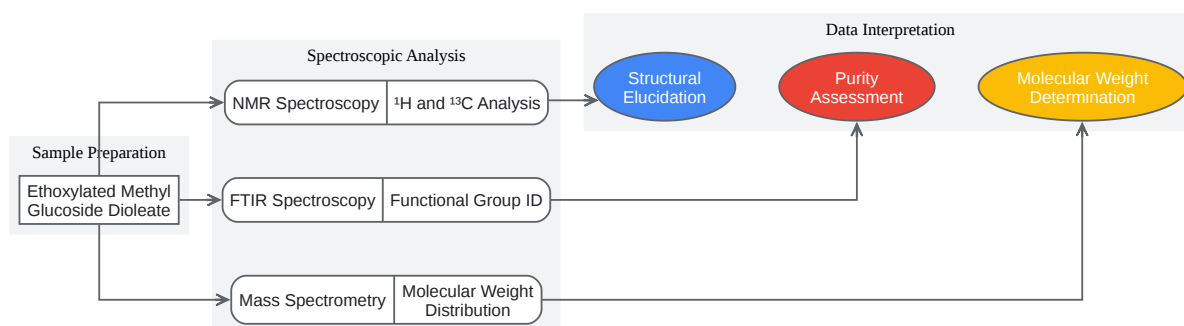 Data Interpretation
Spectroscopic Analysis
Structural
Elucidation
Purity
Assessment
Molecular Weight
Determination
NMR Spectroscopy
¹H and ¹³C Analysis
Sample Preparation
Ethoxylated Methyl
Glucoside Dioleate
FTIR Spectroscopy
Functional Group ID
Mass Spectrometry
Molecular Weight
Distribution